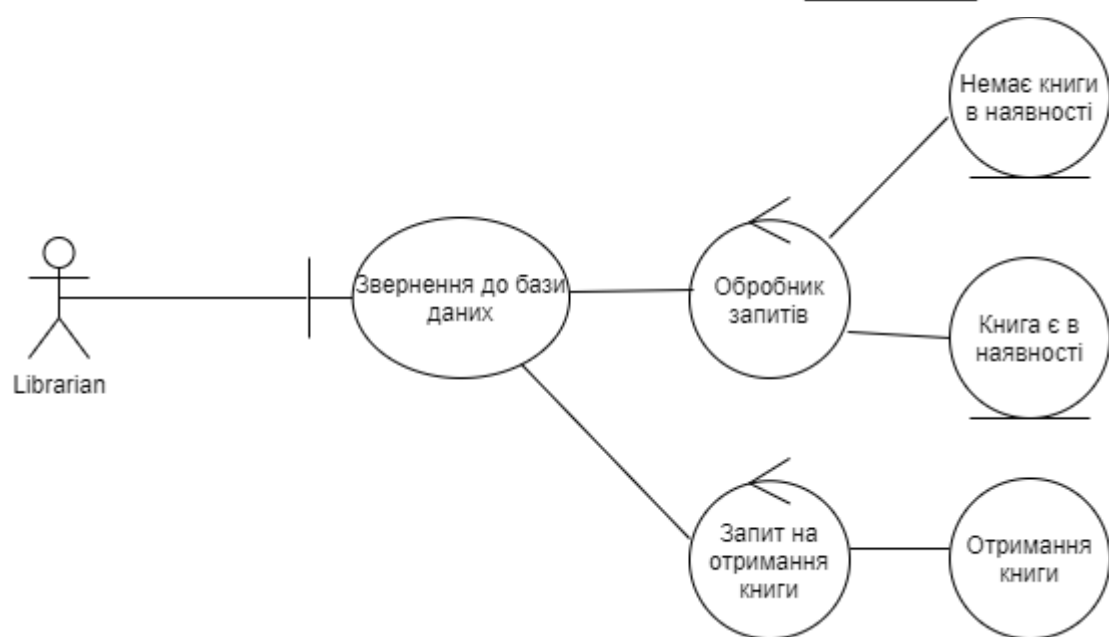 Немає книги
в наявності
Звернення до бази
даних
Обробник
запитів
Книга є в
наявності
Librarian
Запит на
отримання
книги
Отримання
книги